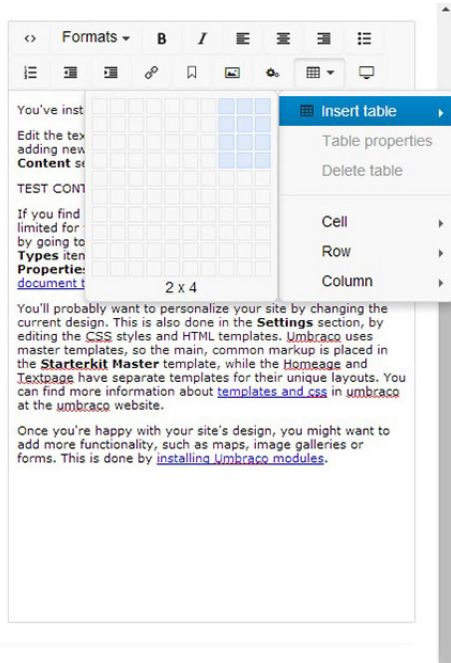 Formats
B I
You've inst
Insert table
Edit the tex
adding new
Content se
Table properties
Delete table
TEST CONT
If you find
limited for
by going to
Types item
Properties
document t
Cell
Row
Column
2 x 4
You'll probably want to personalize your site by changing the
current design. This is also done in the Settings section, by
editing the CSS styles and HTML templates. Umbraco uses
master templates, so the main, common markup is placed in
the Starterkit Master template, while the Homeage and
Textpage have separate templates for their unique layouts. You
can find more information about templates and css in umbraco
at the umbraco website.
Once you're happy with your site's design, you might want to
add more functionality, such as maps, image galleries or
forms. This is done by installing Umbraco modules.